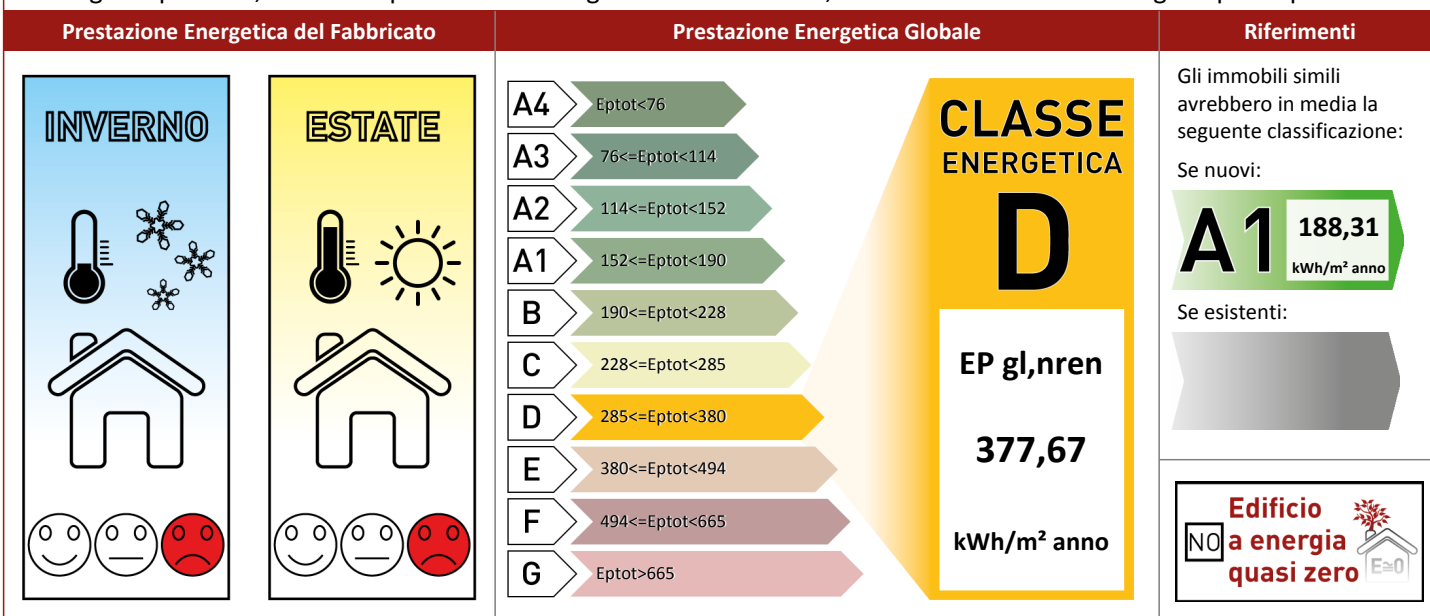 Prestazione Energetica del Fabbricato
Prestazione Energetica Globale
Riferimenti
INVERNO
ESTATE
A4
Eptot<76
A3
76<=Eptot<114
A2
114<=Eptot<152
A1
152<=Eptot<190
B
190<=Eptot<228
C
228<=Eptot<285
D
285<=Eptot<380
E
380<=Eptot<494
F
494<=Eptot<665
G
Eptot>665
CLASSE
ENERGETICA
D
EP gl,nren
377,67
kWh/m² anno
Gli immobili simili
avrebbero in media la
seguente classificazione:
Se nuovi:
A1
188,31
kWh/m² anno
Se esistenti:
NO
Edificio
a energia
quasi zero
E≃0